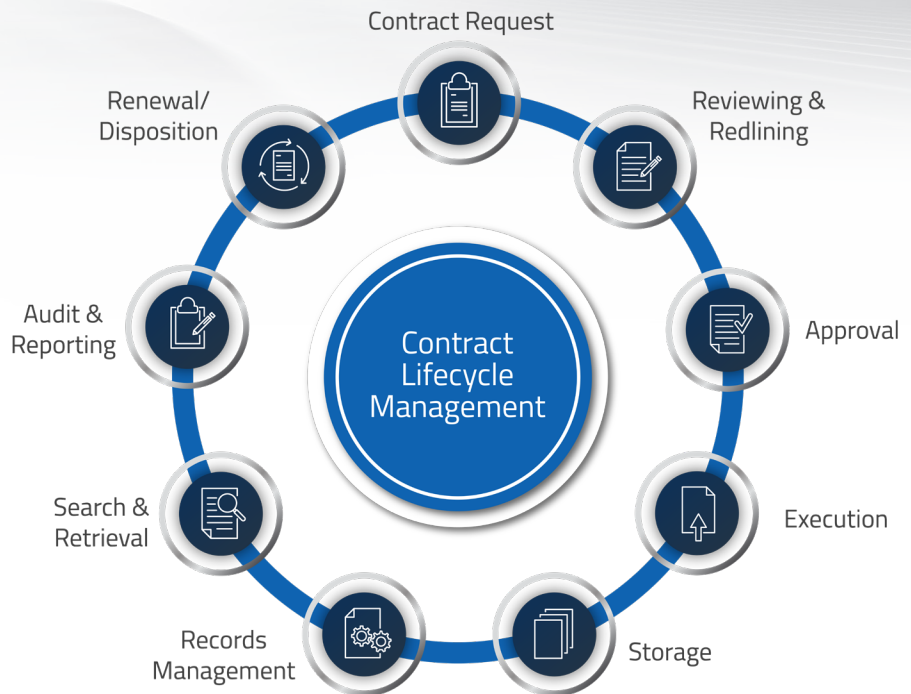 Contract Request
Reviewing &
Redlining
Approval
Execution
Storage
Records
Management
Search &
Retrieval
Audit &
Reporting
Renewal/
Disposition
Contract
Lifecycle
Management